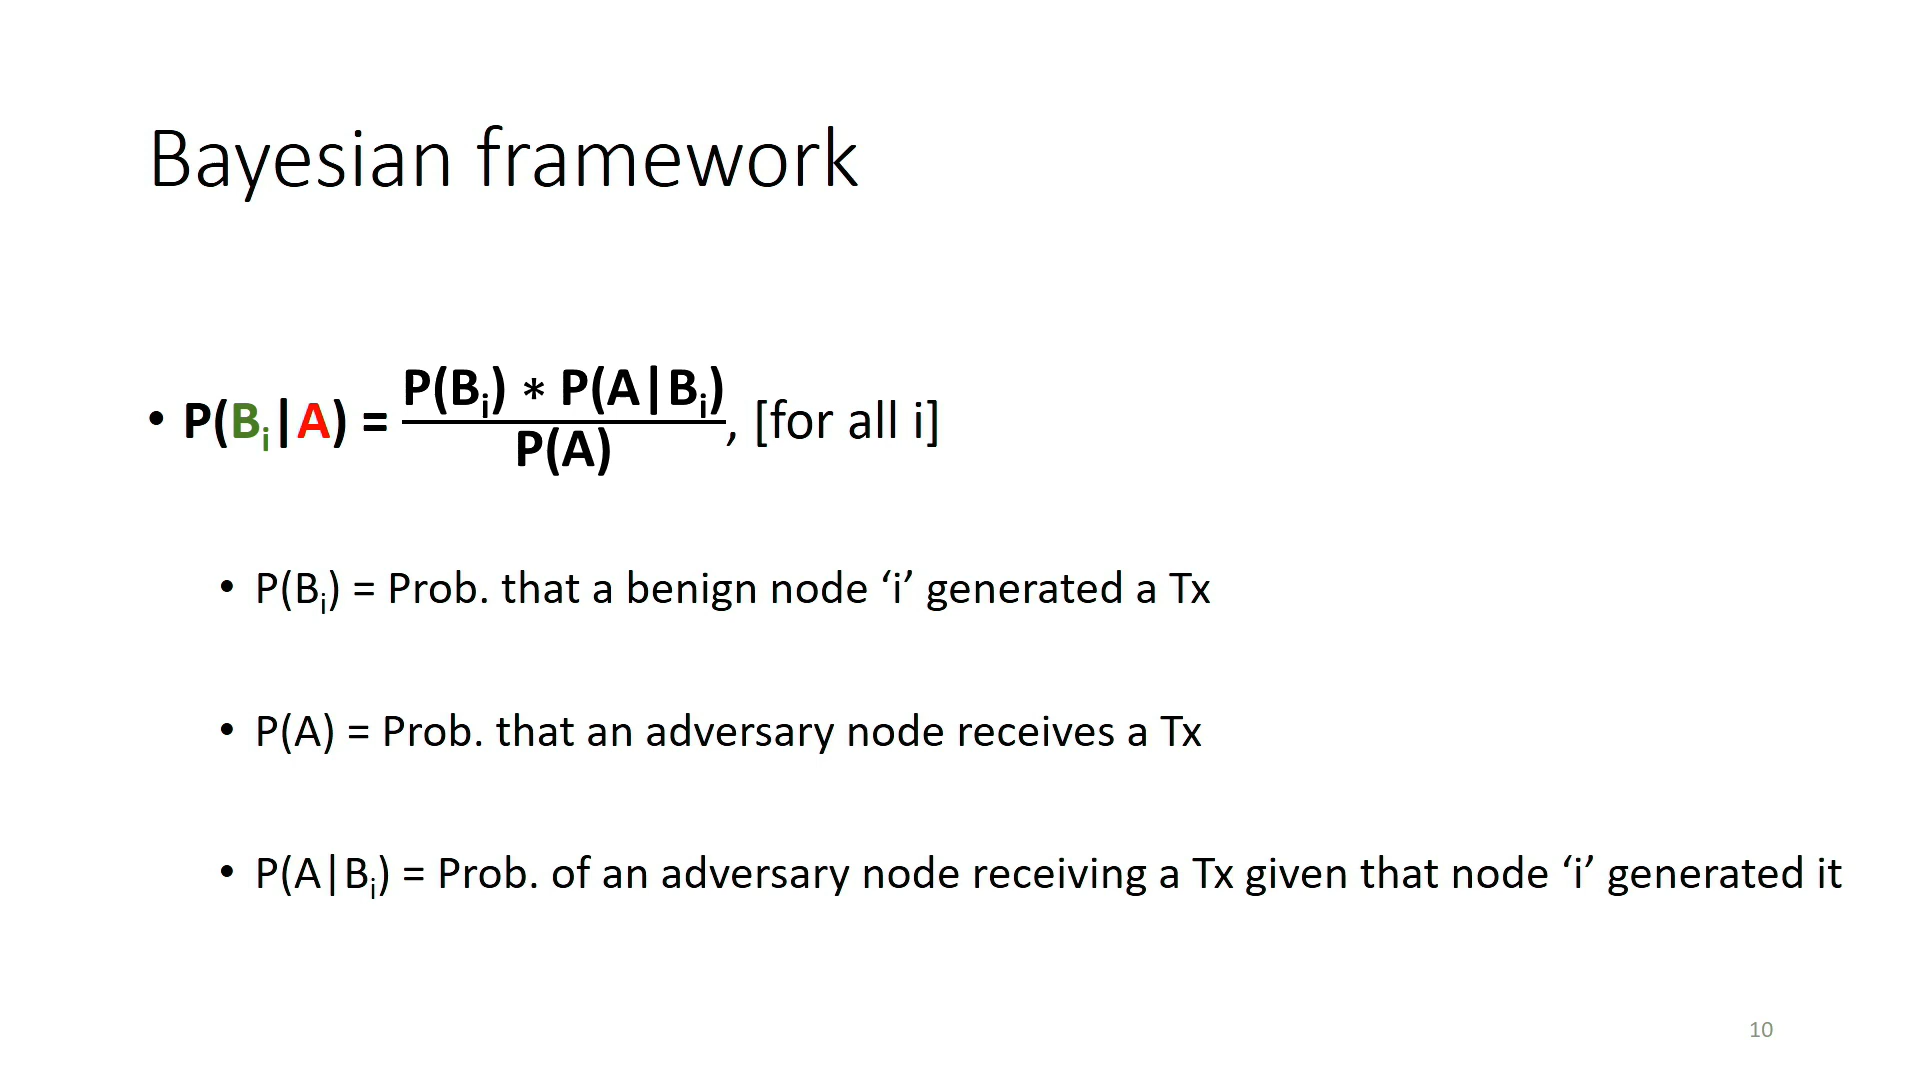 Bayesian framework
• P(Bᵢ|A) = P(Bᵢ) * P(A|Bᵢ) / P(A), [for all i]
• P(Bᵢ) = Prob. that a benign node ‘i’ generated a Tx
• P(A) = Prob. that an adversary node receives a Tx
• P(A|Bᵢ) = Prob. of an adversary node receiving a Tx given that node ‘i’ generated it
10